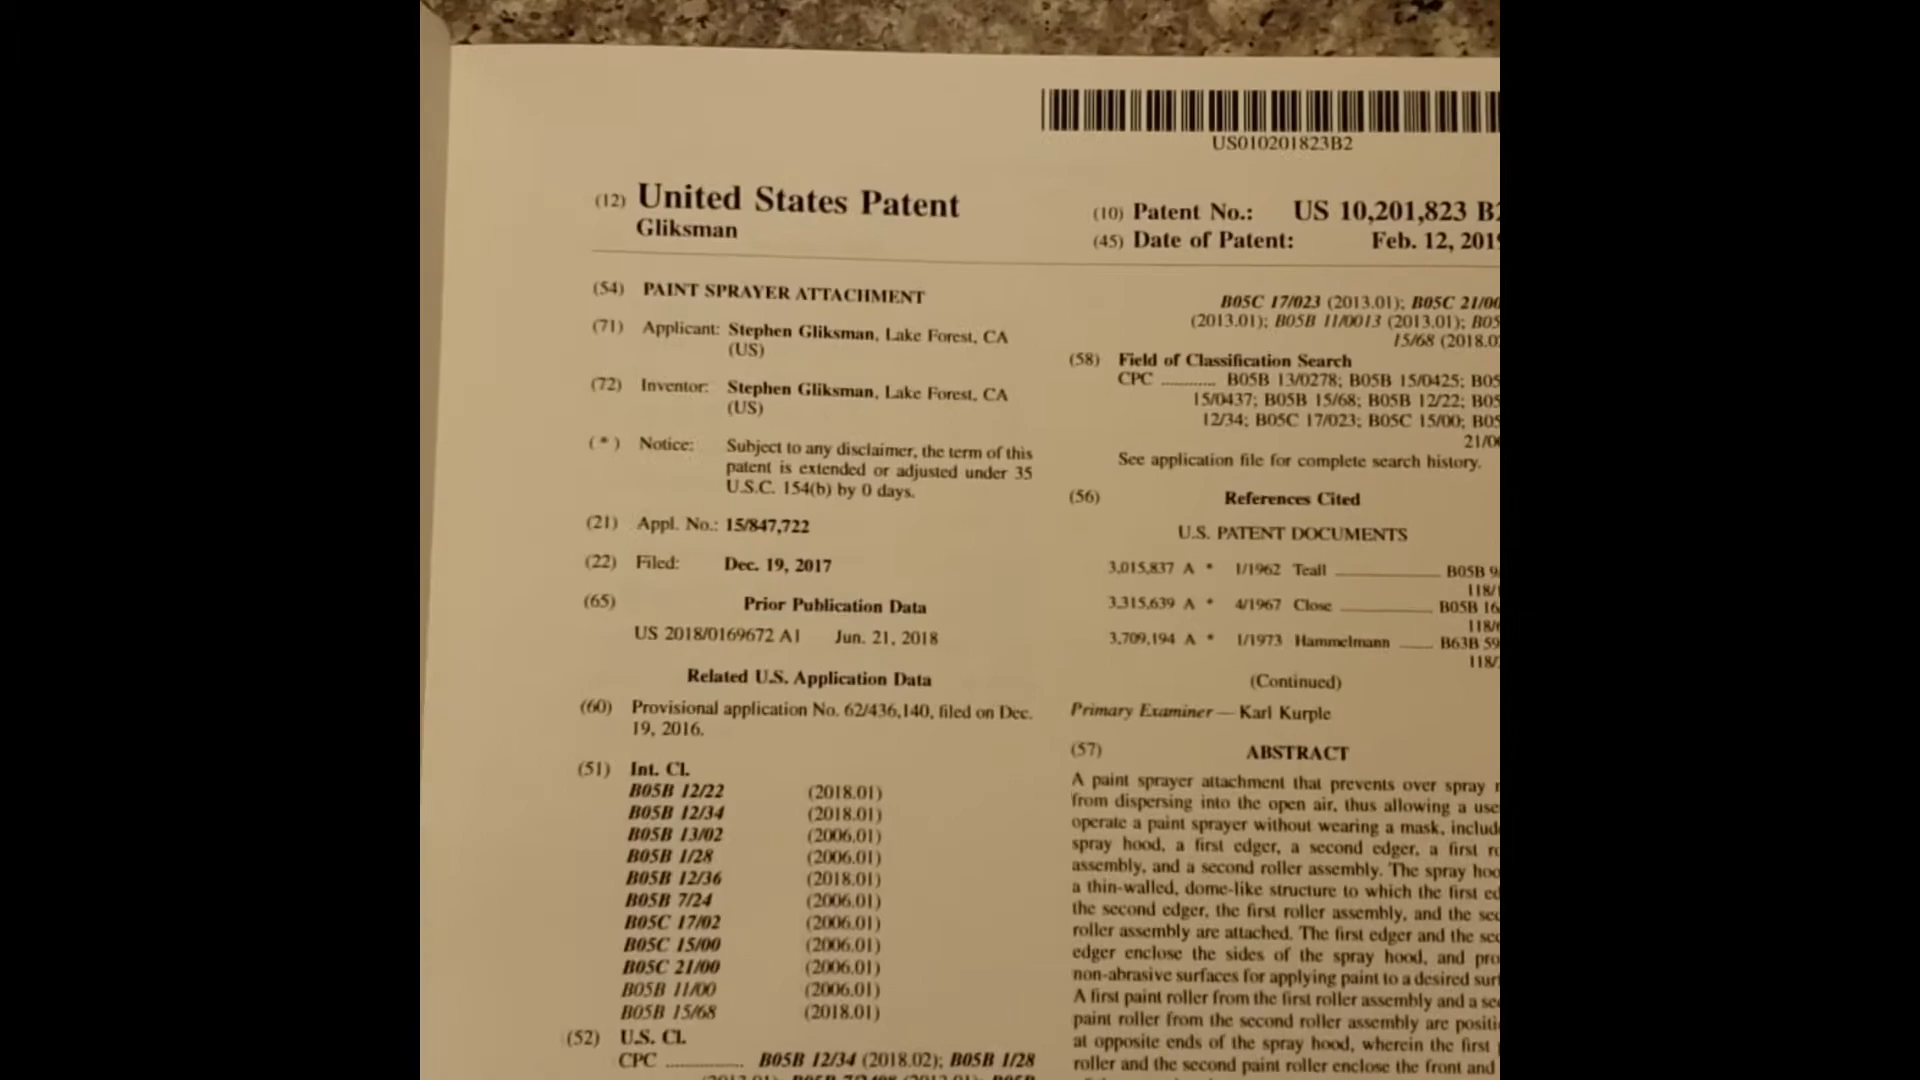 US010201823B2
(12) United States Patent
Gliksman
(10) Patent No.: US 10,201,823
(45) Date of Patent: Feb. 12,
(54) PAINT SPRAYER ATTACHMENT
(71) Applicant: Stephen Gliksman, Lake Forest, CA
(US)
(72) Inventor: Stephen Gliksman, Lake Forest, CA
(US)
(*) Notice: Subject to any disclaimer, the term of this
patent is extended or adjusted under 35
U.S.C. 154(b) by 0 days.
(21) Appl. No.: 15/847,722
(22) Filed: Dec. 19, 2017
(65) Prior Publication Data
US 2018/0169672 A1 Jun. 21, 2018
Related U.S. Application Data
(60) Provisional application No. 62/436,140, filed on Dec.
19, 2016.
(51) Int. Cl.
B05B 12/22 (2018.01)
B05B 12/34 (2018.01)
B05B 13/02 (2006.01)
B05B 1/28 (2006.01)
B05B 12/36 (2018.01)
B05B 7/24 (2006.01)
B05C 17/02 (2006.01)
B05C 15/00 (2006.01)
B05C 21/00 (2006.01)
B05B 11/00 (2006.01)
B05B 15/68 (2018.01)
(52) U.S. Cl.
CPC .......... B05B 12/34 (2018.02); B05B 1/28
B05C 17/023 (2013.01); B05C 21/00
(2013.01); B05B 11/0013 (2013.01);
15/68
(58) Field of Classification Search
CPC .......... B05B 13/0278; B05B 15/0425;
15/0437; B05B 15/68; B05B 12/22;
12/34; B05C 17/023; B05C 15/00;
See application file for complete search history.
(56) References Cited
U.S. PATENT DOCUMENTS
3,015,837 A * 1/1962 Teall .......... B05B
3,315,639 A * 4/1967 Close .......... B05B
3,709,194 A * 1/1973 Hammelmann ...... B63B
(Continued)
Primary Examiner — Karl Kurple
(57) ABSTRACT
A paint sprayer attachment that prevents over spray
from dispersing into the open air, thus allowing a
operate a paint sprayer without wearing a mask,
spray hood, a first edger, a second edger, a first
assembly, and a second roller assembly. The spray
a thin-walled, dome-like structure to which the first
the second edger, the first roller assembly, and the
roller assembly are attached. The first edger and the
edger enclose the sides of the spray hood, and
non-abrasive surfaces for applying paint to a desired
A first paint roller from the first roller assembly and a
paint roller from the second roller assembly are
at opposite ends of the spray hood, wherein the first
roller and the second paint roller enclose the front and